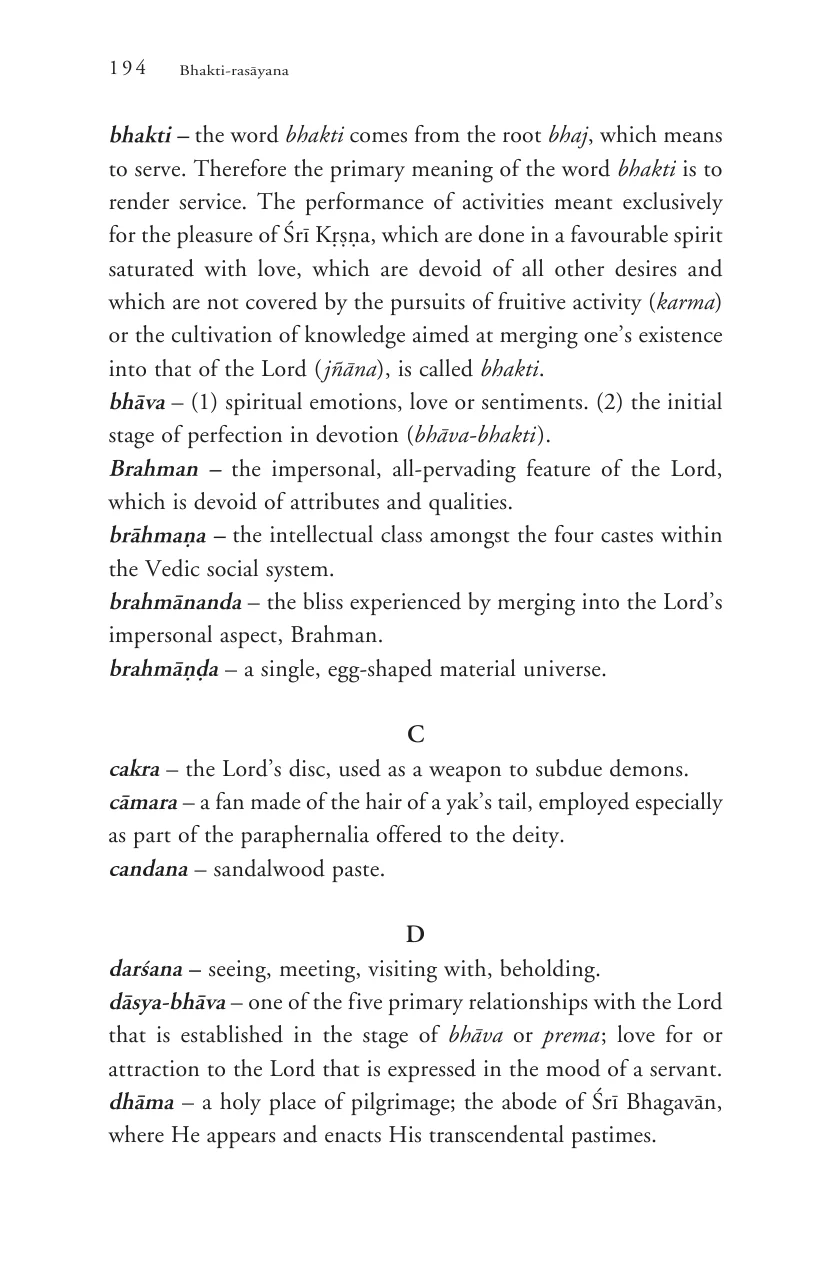 194 Bhakti-rasāyana
bhakti – the word bhakti comes from the root bhaj, which means
to serve. Therefore the primary meaning of the word bhakti is to
render service. The performance of activities meant exclusively
for the pleasure of Śrī Kṛṣṇa, which are done in a favourable spirit
saturated with love, which are devoid of all other desires and
which are not covered by the pursuits of fruitive activity (karma)
or the cultivation of knowledge aimed at merging one’s existence
into that of the Lord (jñāna), is called bhakti.
bhāva – (1) spiritual emotions, love or sentiments. (2) the initial
stage of perfection in devotion (bhāva-bhakti).
Brahman – the impersonal, all-pervading feature of the Lord,
which is devoid of attributes and qualities.
brāhmaṇa – the intellectual class amongst the four castes within
the Vedic social system.
brahmānanda – the bliss experienced by merging into the Lord’s
impersonal aspect, Brahman.
brahmāṇḍa – a single, egg-shaped material universe.
C
cakra – the Lord’s disc, used as a weapon to subdue demons.
cāmara – a fan made of the hair of a yak’s tail, employed especially
as part of the paraphernalia offered to the deity.
candana – sandalwood paste.
D
darśana – seeing, meeting, visiting with, beholding.
dāsya-bhāva – one of the five primary relationships with the Lord
that is established in the stage of bhāva or prema; love for or
attraction to the Lord that is expressed in the mood of a servant.
dhāma – a holy place of pilgrimage; the abode of Śrī Bhagavān,
where He appears and enacts His transcendental pastimes.